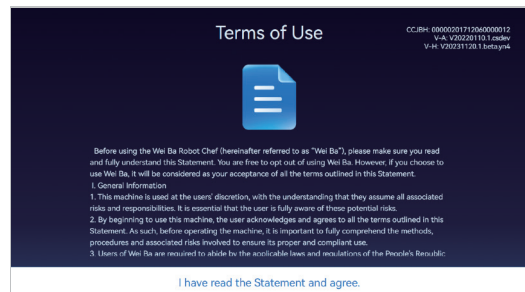 Terms of Use
CCJBH: 00000201712060000012
V-A: V20220110.1.csdev
V-H: V20231120.1.beta.yn4
Before using the Wei Ba Robot Chef (hereinafter referred to as "Wei Ba"), please make sure you read
and fully understand this Statement. You are free to opt out of using Wei Ba. However, if you choose to
use Wei Ba, it will be considered as your acceptance of all the terms outlined in this Statement.
I. General Information
1. This machine is used at the users' discretion, with the understanding that they assume all associated
risks and responsibilities. It is essential that the user is fully aware of these potential risks.
2. By beginning to use this machine, the user acknowledges and agrees to all the terms outlined in this
Statement. As such, before operating the machine, it is important to fully comprehend the methods,
procedures and associated risks involved to ensure its proper and compliant use.
3. Users of Wei Ba are required to abide by the applicable laws and regulations of the People's Republic
I have read the Statement and agree.